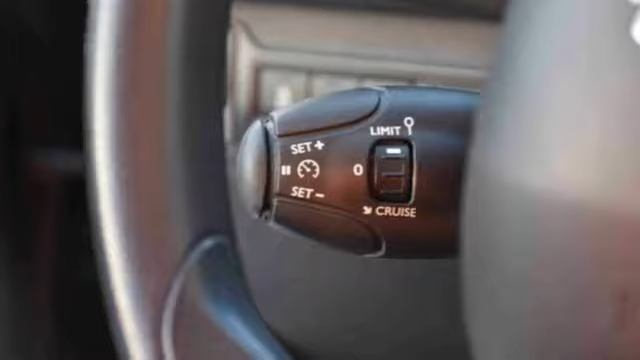 LIMIT
SET +
0
SET –
CRUISE